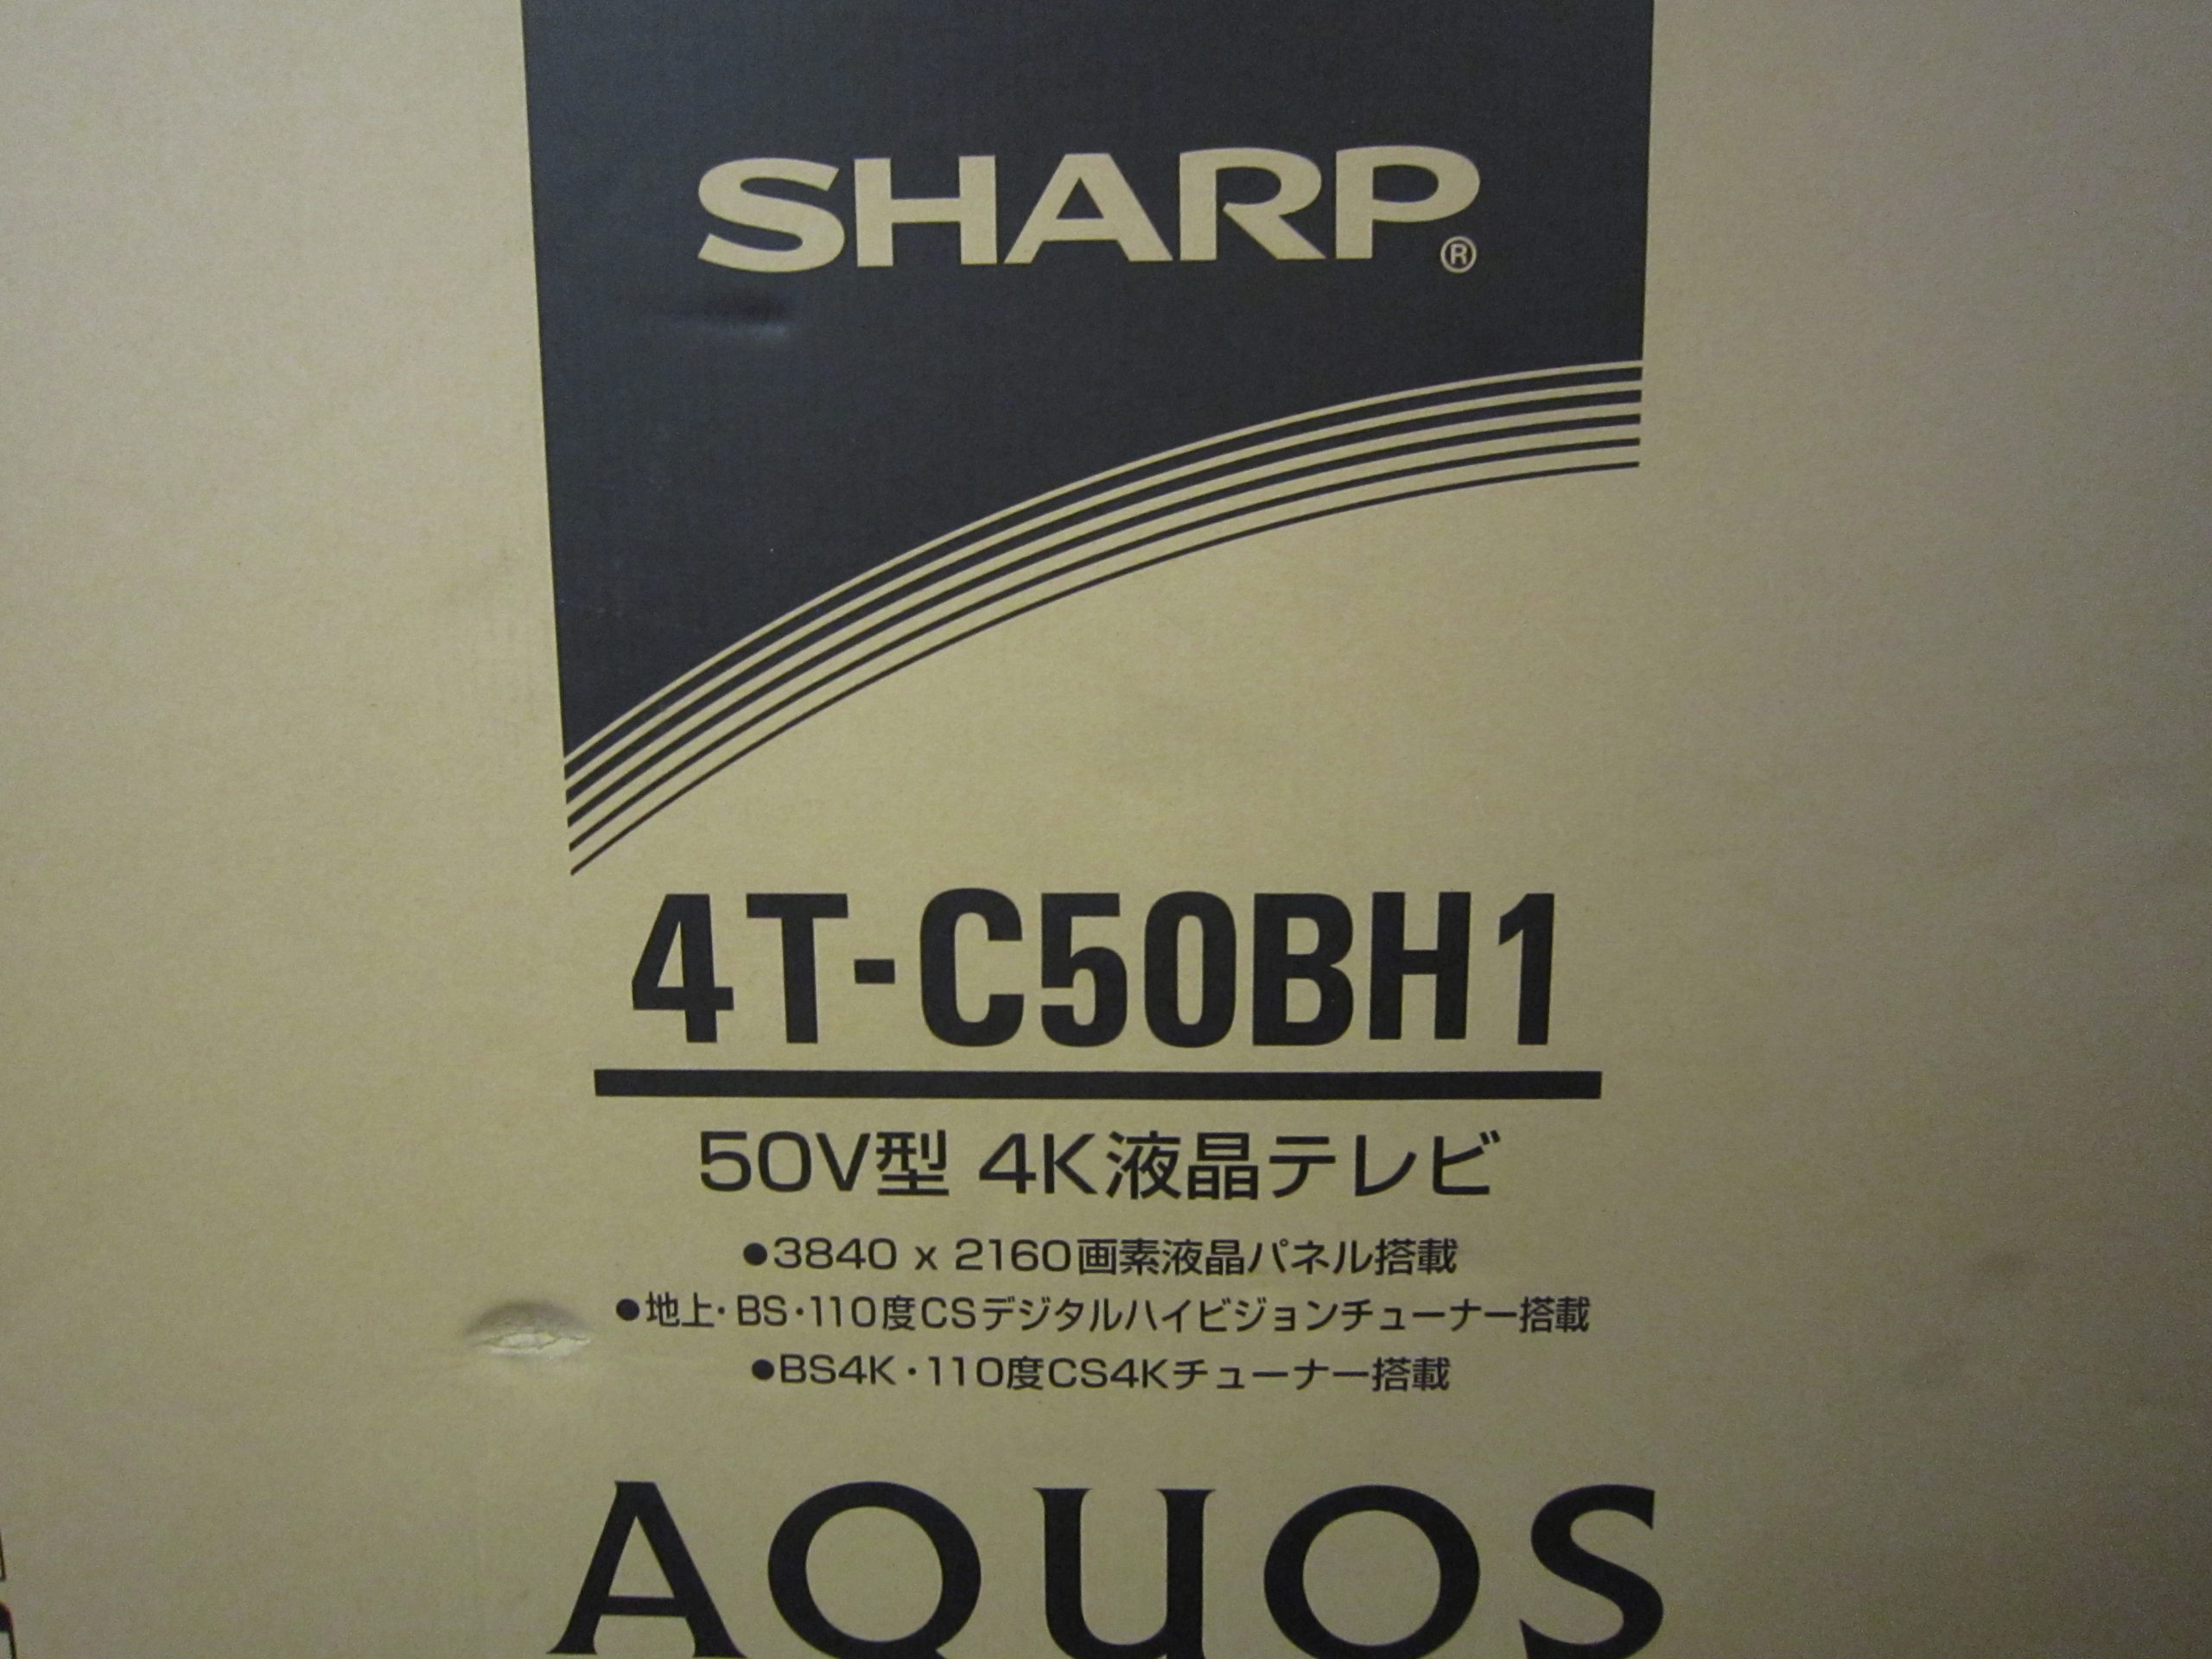 SHARP®
4T-C50BH1
50V型 4K液晶テレビ
●3840 x 2160画素液晶パネル搭載
●地上・BS・110度CSデジタルハイビジョンチューナー搭載
●BS4K・110度CS4Kチューナー搭載
AQUOS